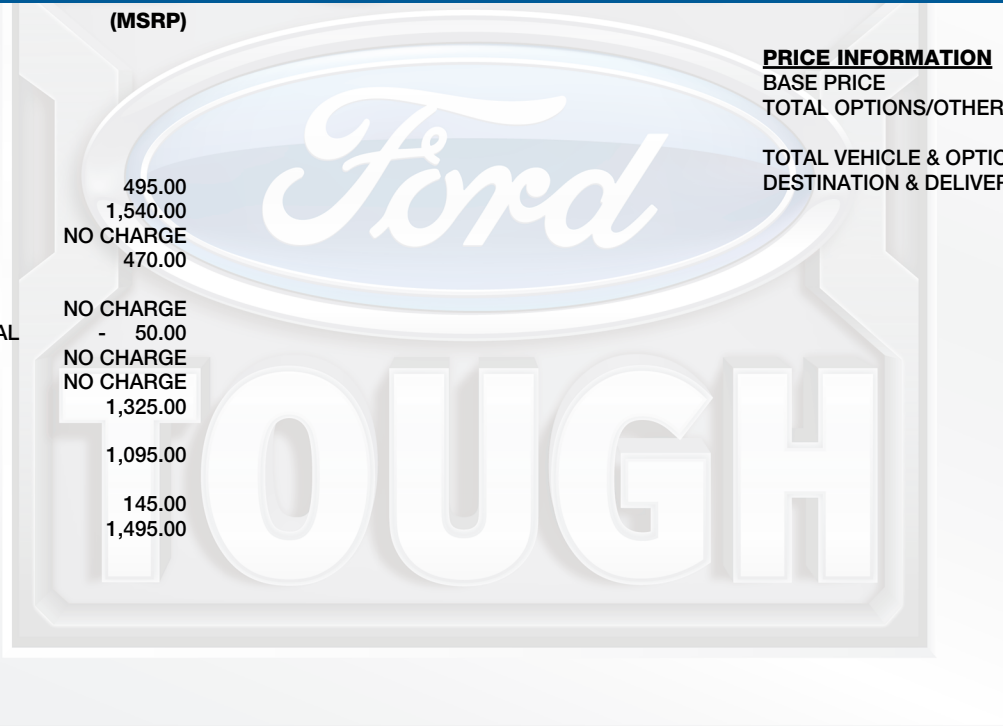 (MSRP)
495.00
1,540.00
NO CHARGE
470.00
NO CHARGE
AL - 50.00
NO CHARGE
NO CHARGE
1,325.00
1,095.00
145.00
1,495.00
PRICE INFORMATION
BASE PRICE
TOTAL OPTIONS/OTHER
TOTAL VEHICLE & OPTIO
DESTINATION & DELIVER
Ford
TOUGH